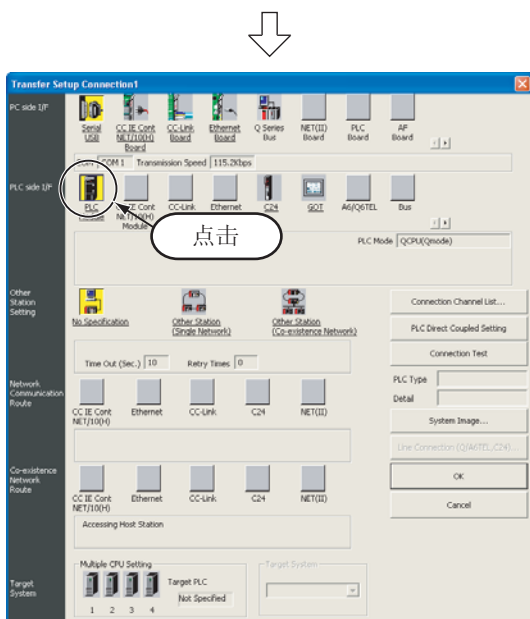 Transfer Setup Connection1
PC side I/F
Serial USB
CC IE Cont NET/10(H) Board
CC-Link Board
Ethernet Board
Q Series Bus
NET(II) Board
PLC Board
AF Board
COM 1 Transmission Speed 115.2Kbps
PLC side I/F
PLC
Cont NET/10(H) Module
CC-Link
Ethernet
C24
GOT
A6/Q6TEL
Bus
点击
PLC Mode QCPU(Qmode)
Other Station Setting
No Specification
Other Station (Single Network)
Other Station (Co-existence Network)
Time Out (Sec.) 10 Retry Times 0
Connection Channel List...
PLC Direct Coupled Setting
Connection Test
PLC Type
Detail
System Image...
Line Connection (Q/A6TEL,C24)...
OK
Cancel
Network Communication Route
CC IE Cont NET/10(H)
Ethernet
CC-Link
C24
NET(II)
Co-existence Network Route
CC IE Cont NET/10(H)
Ethernet
CC-Link
C24
NET(II)
Accessing Host Station
Target System
Multiple CPU Setting
1 2 3 4
Target PLC
Not Specified
Target System